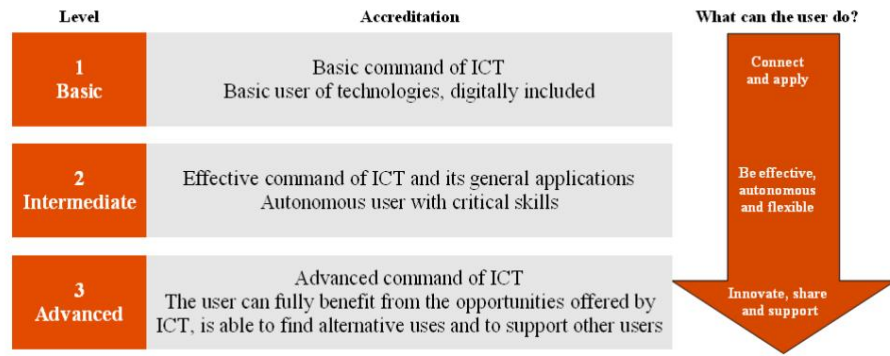 Level
Accreditation
What can the user do?
1
Basic
Basic command of ICT
Basic user of technologies, digitally included
Connect
and apply
2
Intermediate
Effective command of ICT and its general applications
Autonomous user with critical skills
Be effective,
autonomous
and flexible
3
Advanced
Advanced command of ICT
The user can fully benefit from the opportunities offered by
ICT, is able to find alternative uses and to support other users
Innovate, share
and support